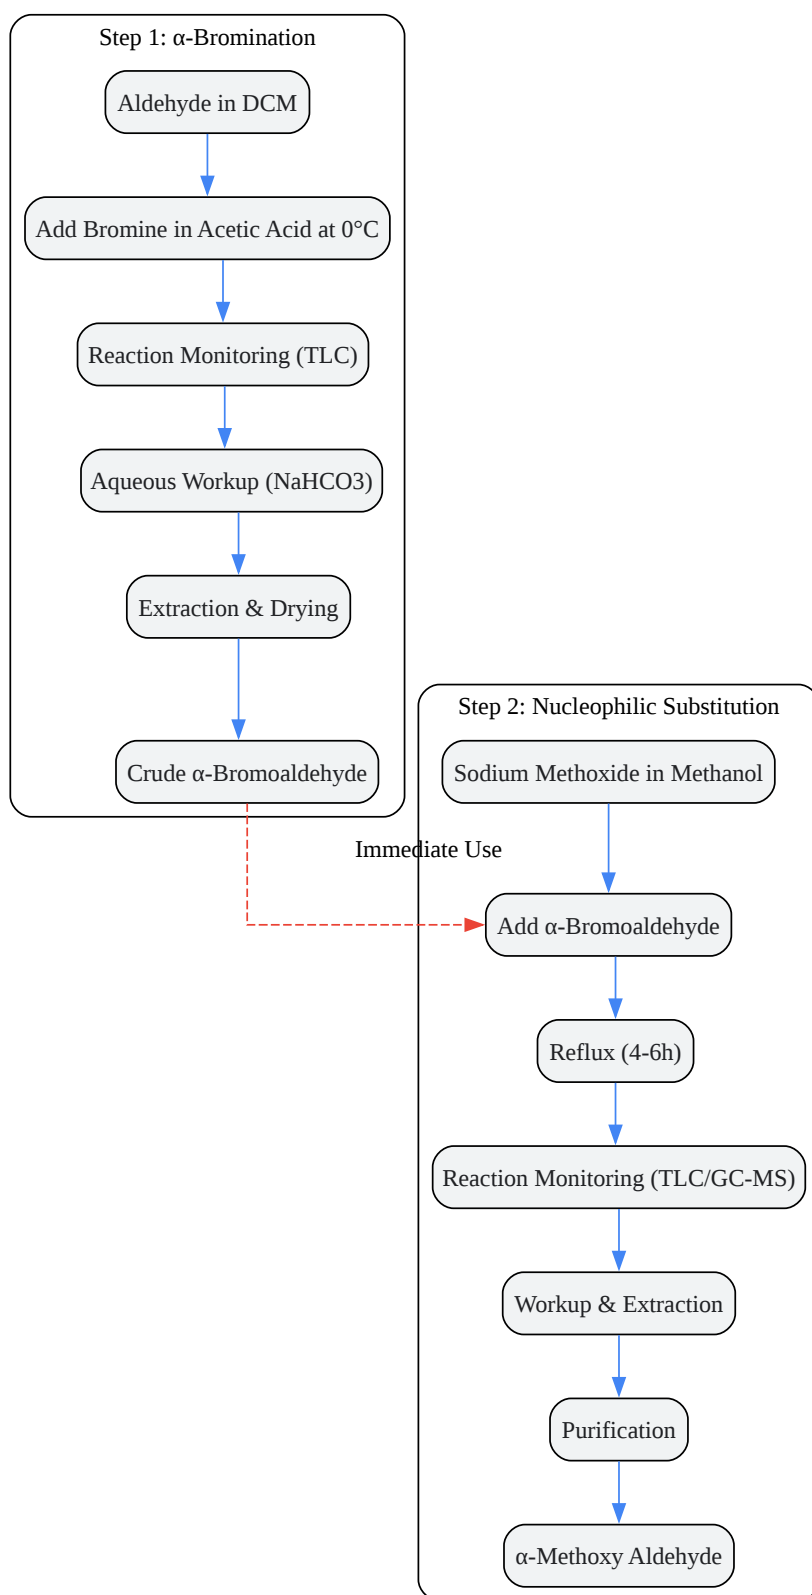 Step 1: α-Bromination
Aldehyde in DCM
Add Bromine in Acetic Acid at 0°C
Reaction Monitoring (TLC)
Aqueous Workup (NaHCO3)
Extraction & Drying
Crude α-Bromoaldehyde
Immediate Use
Step 2: Nucleophilic Substitution
Sodium Methoxide in Methanol
Add α-Bromoaldehyde
Reflux (4-6h)
Reaction Monitoring (TLC/GC-MS)
Workup & Extraction
Purification
α-Methoxy Aldehyde